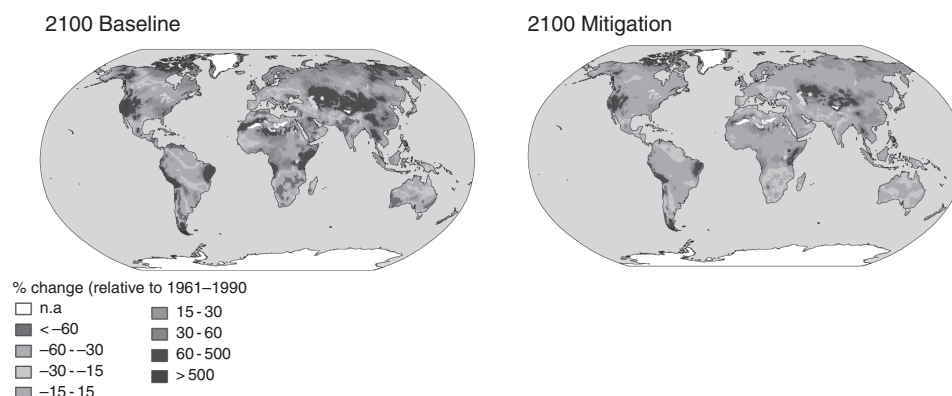 2100 Baseline
2100 Mitigation
% change (relative to 1961–1990
n.a
< –60
–60 - –30
–30 - –15
–15 - 15
15 - 30
30 - 60
60 - 500
> 500